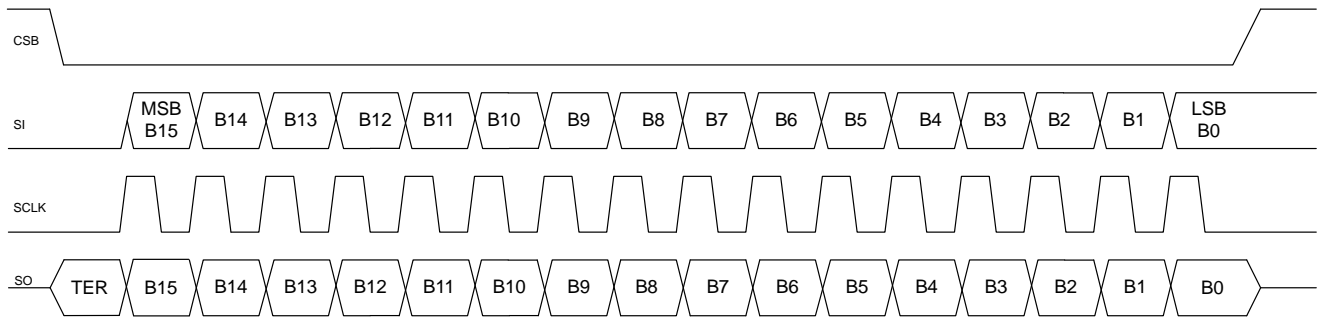 CSB
SI
MSB
B15 B14 B13 B12 B11 B10 B9 B8 B7 B6 B5 B4 B3 B2 B1 LSB
B0
SCLK
SO TER B15 B14 B13 B12 B11 B10 B9 B8 B7 B6 B5 B4 B3 B2 B1 B0